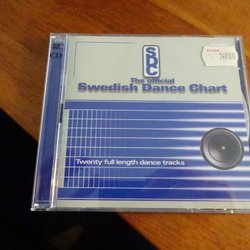 SDC
The official
Swedish Dance Chart
Twenty full length dance tracks